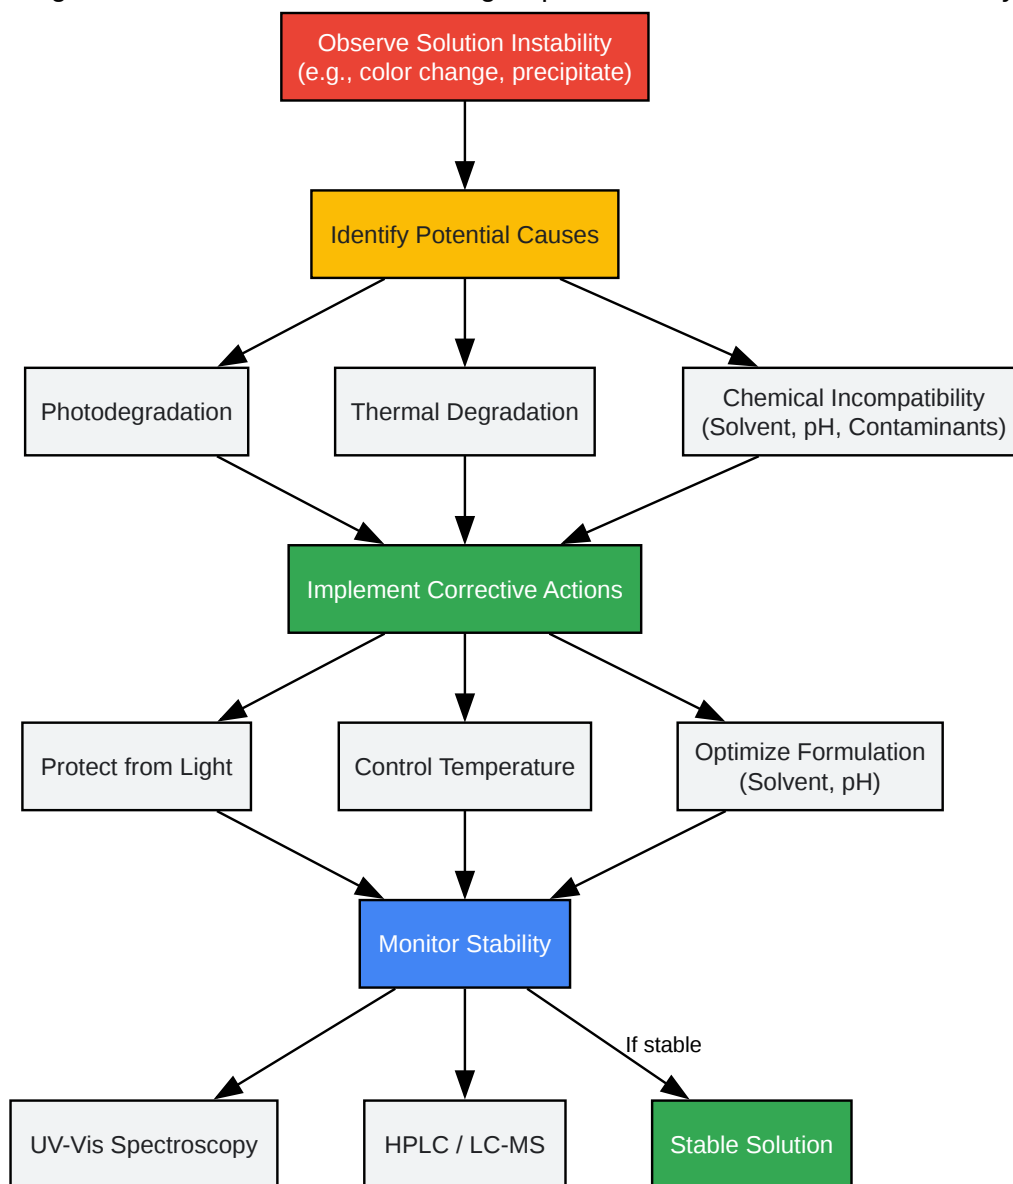 Observe Solution Instability
(e.g., color change, precipitate)
Identify Potential Causes
Photodegradation
Thermal Degradation
Chemical Incompatibility
(Solvent, pH, Contaminants)
Implement Corrective Actions
Protect from Light
Control Temperature
Optimize Formulation
(Solvent, pH)
Monitor Stability
If stable
UV-Vis Spectroscopy
HPLC / LC-MS
Stable Solution